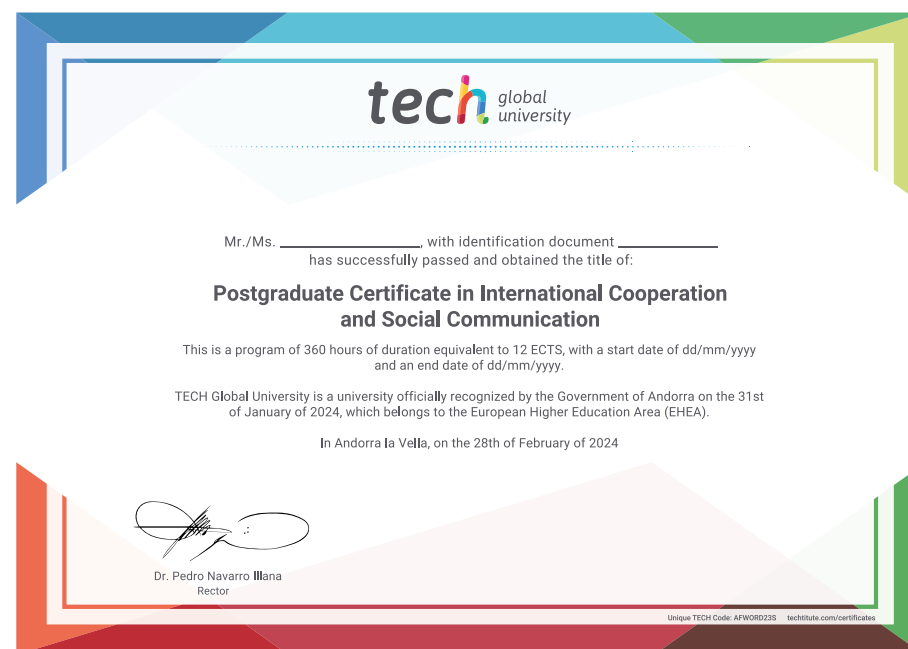 tech global university
Mr./Ms. ____________________, with identification document ______________
has successfully passed and obtained the title of:
Postgraduate Certificate in International Cooperation
and Social Communication
This is a program of 360 hours of duration equivalent to 12 ECTS, with a start date of dd/mm/yyyy
and an end date of dd/mm/yyyy.
TECH Global University is a university officially recognized by the Government of Andorra on the 31st
of January of 2024, which belongs to the European Higher Education Area (EHEA).
In Andorra la Vella, on the 28th of February of 2024
Dr. Pedro Navarro Illana
Rector
Unique TECH Code: AFWORD23S techtitute.com/certificates